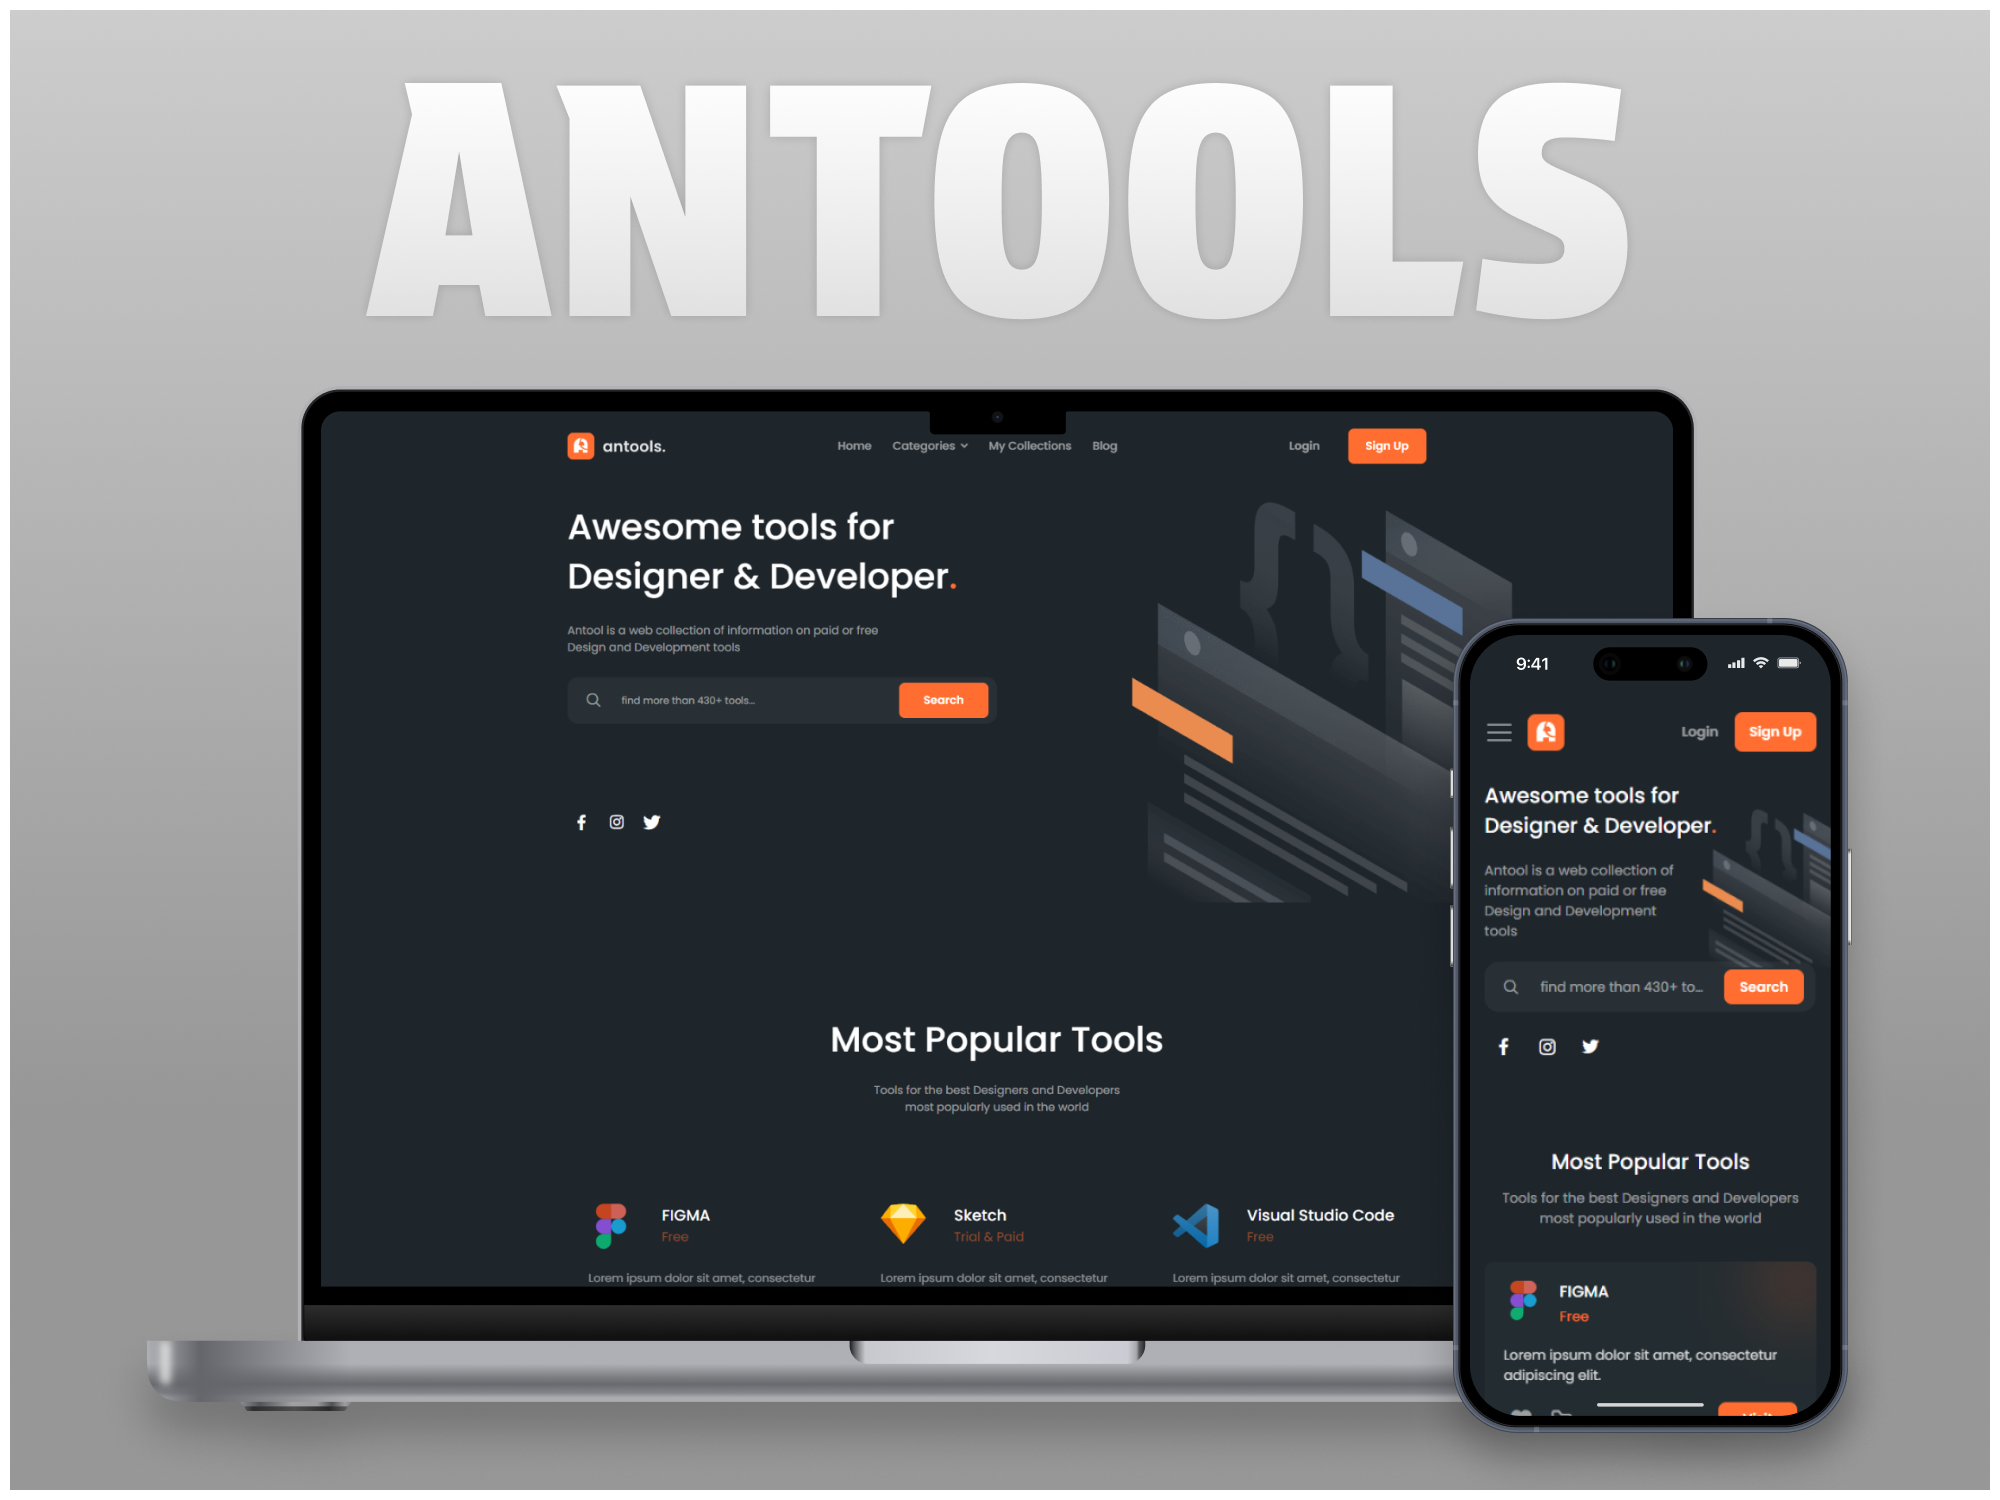 ANTOOLS
antools.
Home
Categories
My Collections
Blog
Login
Sign Up
Awesome tools for
Designer & Developer.
Antool is a web collection of information on paid or free
Design and Development tools
find more than 430+ tools...
Search
Most Popular Tools
Tools for the best Designers and Developers
most popularly used in the world
FIGMA
Free
Lorem ipsum dolor sit amet, consectetur
Sketch
Trial & Paid
Lorem ipsum dolor sit amet, consectetur
Visual Studio Code
Free
Lorem ipsum dolor sit amet, consectetur
9:41
Login
Sign Up
Awesome tools for
Designer & Developer.
Antool is a web collection of
information on paid or free
Design and Development
tools
find more than 430+ to...
Search
Most Popular Tools
Tools for the best Designers and Developers
most popularly used in the world
FIGMA
Free
Lorem ipsum dolor sit amet, consectetur
adipiscing elit.